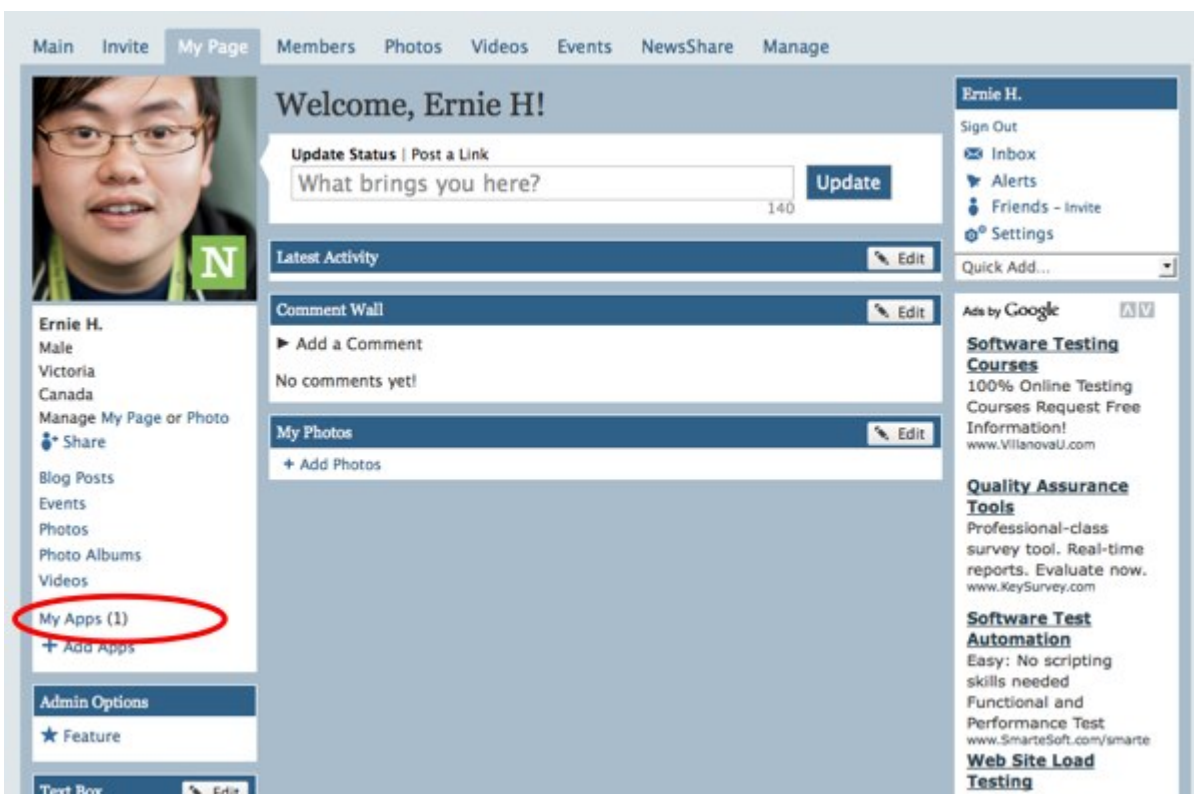 Main Invite My Page Members Photos Videos Events NewsShare Manage
N
Ernie H.
Male
Victoria
Canada
Manage My Page or Photo
Share
Blog Posts
Events
Photos
Photo Albums
Videos
My Apps (1)
+ Add Apps
Admin Options
Feature
Text Box Edit
Welcome, Ernie H!
Update Status | Post a Link
What brings you here? Update
140
Latest Activity Edit
Comment Wall Edit
Add a Comment
No comments yet!
My Photos Edit
+ Add Photos
Ernie H.
Sign Out
Inbox
Alerts
Friends - Invite
Settings
Quick Add...
Ads by Google
Software Testing
Courses
100% Online Testing
Courses Request Free
Information!
www.VillanovaU.com
Quality Assurance
Tools
Professional-class
survey tool. Real-time
reports. Evaluate now.
www.KeySurvey.com
Software Test
Automation
Easy: No scripting
skills needed
Functional and
Performance Test
www.SmarteSoft.com/smarte
Web Site Load
Testing